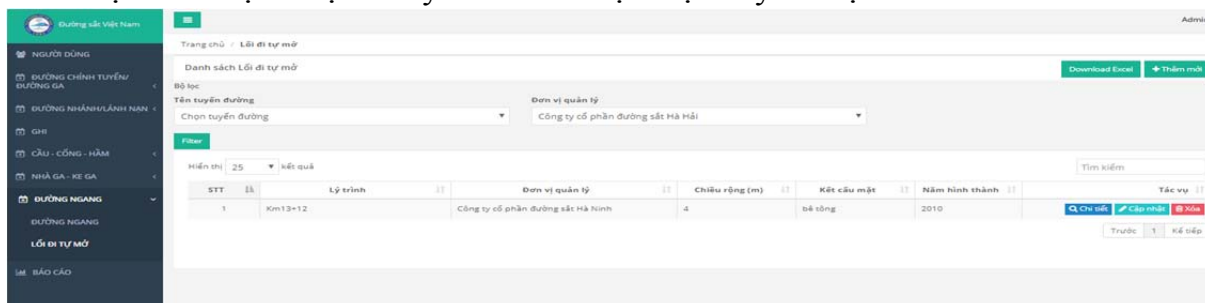 Đường sắt Việt Nam
Admi
NGƯỜI DÙNG
Trang chủ / Lối đi tự mở
ĐƯỜNG CHÍNH TUYẾN/
ĐƯỜNG GA
Danh sách Lối đi tự mở
Download Excel
+ Thêm mới
Bộ lọc
ĐƯỜNG NHÁNH/LÁNH NẠN
Tên tuyến đường
Đơn vị quản lý
Chọn tuyến đường
Công ty cổ phần đường sắt Hà Hải
GHI
Filter
CẦU - CỐNG - HẦM
NHÀ GA - KE GA
Hiển thị 25 kết quả
Tìm kiếm
ĐƯỜNG NGANG
STT Lý trình Đơn vị quản lý Chiều rộng (m) Kết cấu mặt Năm hình thành Tác vụ
1 Km13+12 Công ty cổ phần đường sắt Hà Ninh 4 bê tông 2010 Chi tiết Cập nhật Xóa
ĐƯỜNG NGANG
Trước 1 Kế tiếp
LỐI ĐI TỰ MỞ
BÁO CÁO